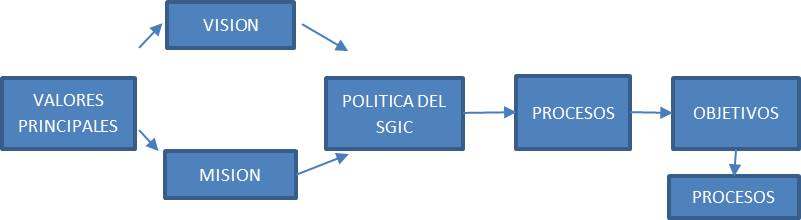 VISION
VALORES
PRINCIPALES
POLITICA DEL
SGIC
PROCESOS
OBJETIVOS
MISION
PROCESOS